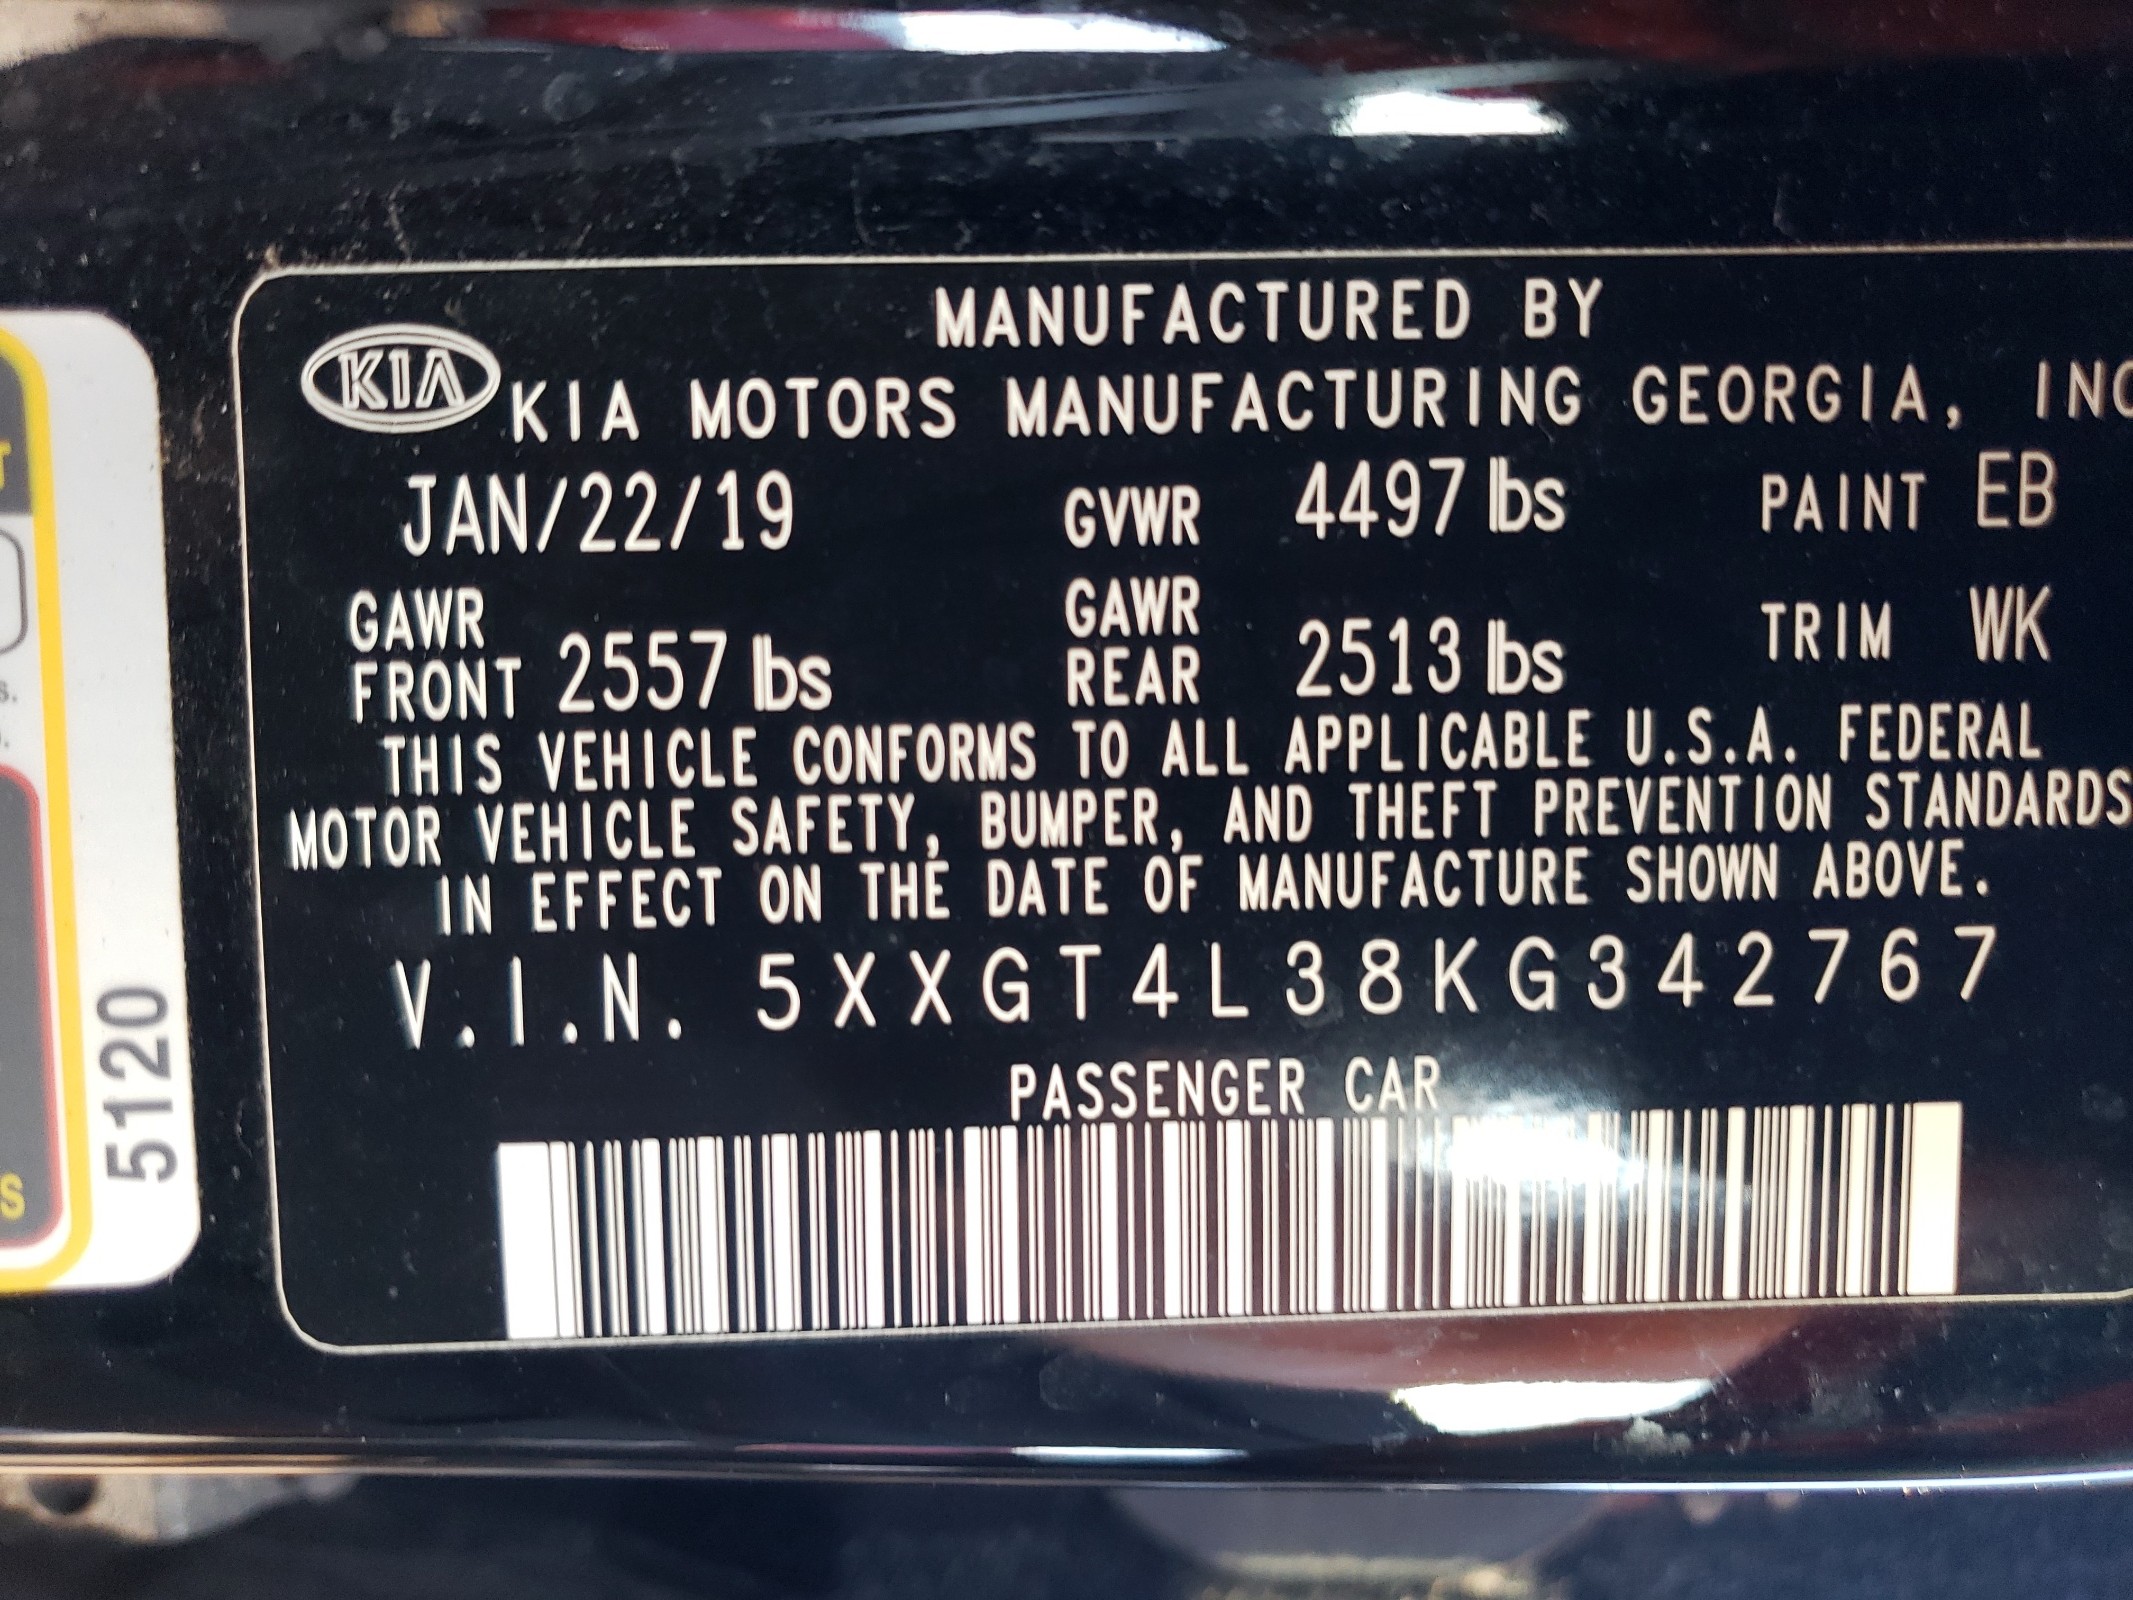 MANUFACTURED BY
KIA
KIA MOTORS MANUFACTURING GEORGIA, INC
JAN/22/19 GVWR 4497 lbs PAINT EB
GAWR FRONT 2557 lbs GAWR REAR 2513 lbs TRIM WK
THIS VEHICLE CONFORMS TO ALL APPLICABLE U.S.A. FEDERAL
MOTOR VEHICLE SAFETY, BUMPER, AND THEFT PREVENTION STANDARDS
IN EFFECT ON THE DATE OF MANUFACTURE SHOWN ABOVE.
V.I.N. 5XXGT4L38KG342767
PASSENGER CAR
5120